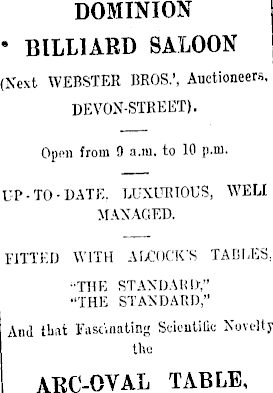 DOMINION
BILLIARD SALOON
(Next WEBSTER BROS.', Auctioneers,
DEVON-STREET).
Open from 9 a.m. to 10 p.m.
UP-TO-DATE. LUXURIOUS, WELL
MANAGED.
FITTED WITH ALCOCK'S TABLES,
"THE STANDARD,"
"THE STANDARD,"
And that Fascinating Scientific Novelty
the
ARC-OVAL TABLE,